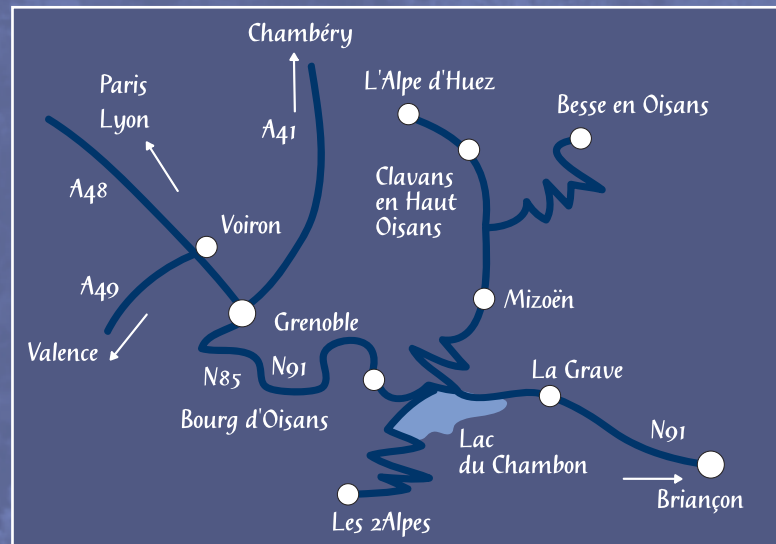 Chambéry
Paris
Lyon
A41
L'Alpe d'Huez
Besse en Oisans
A48
Clavans
en Haut
Oisans
Voiron
A49
Mizoën
Grenoble
Valence
N85
N91
La Grave
Bourg d'Oisans
Lac
du Chambon
N91
Briançon
Les 2Alpes